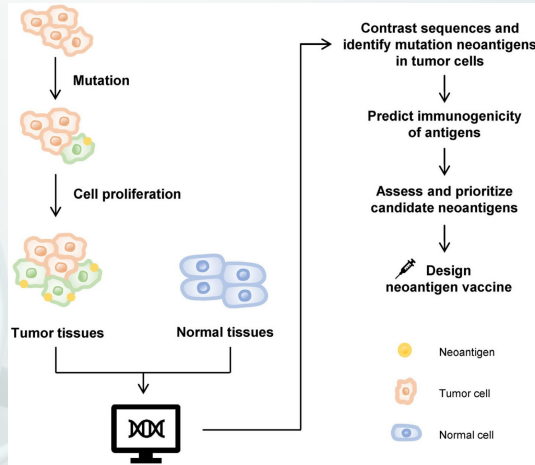 Mutation
Cell proliferation
Tumor tissues
Normal tissues
Contrast sequences and
identify mutation neoantigens
in tumor cells
Predict immunogenicity
of antigens
Assess and prioritize
candidate neoantigens
Design
neoantigen vaccine
Neoantigen
Tumor cell
Normal cell